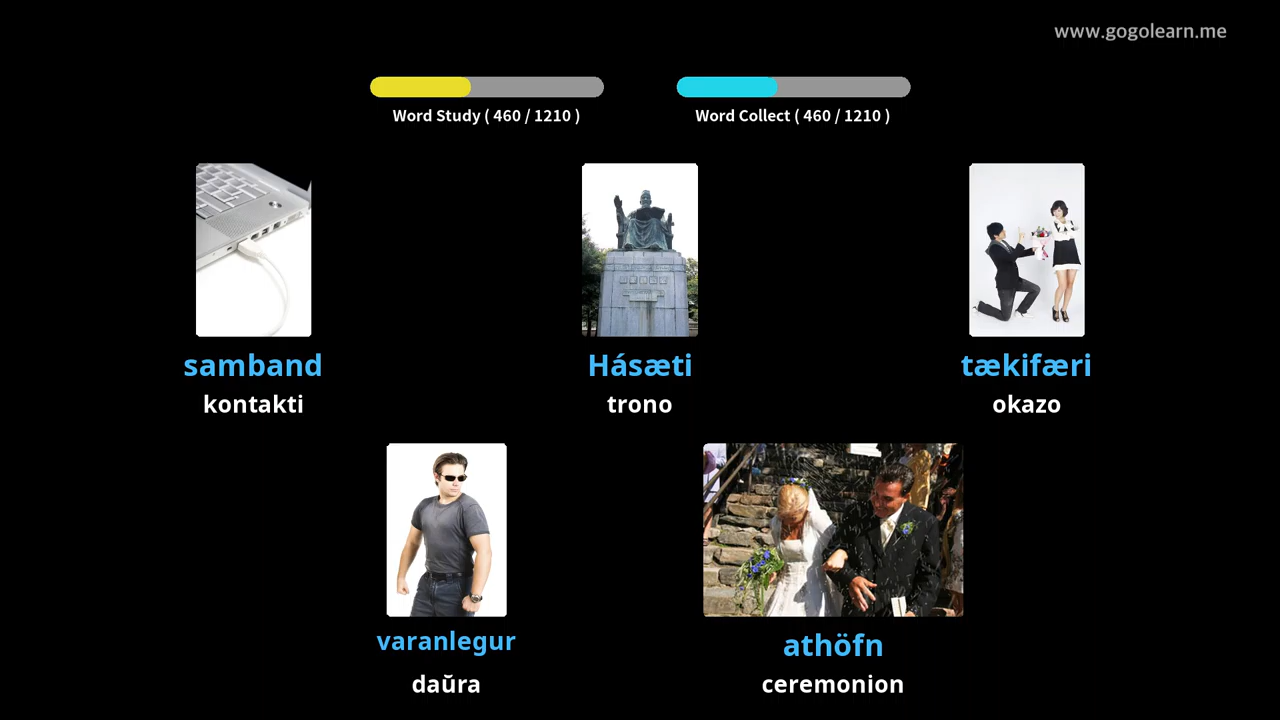 www.gogolearn.me
Word Study ( 460 / 1210 )
Word Collect ( 460 / 1210 )
samband
kontakti
Hásæti
trono
tækifæri
okazo
varanlegur
daŭra
athöfn
ceremonion